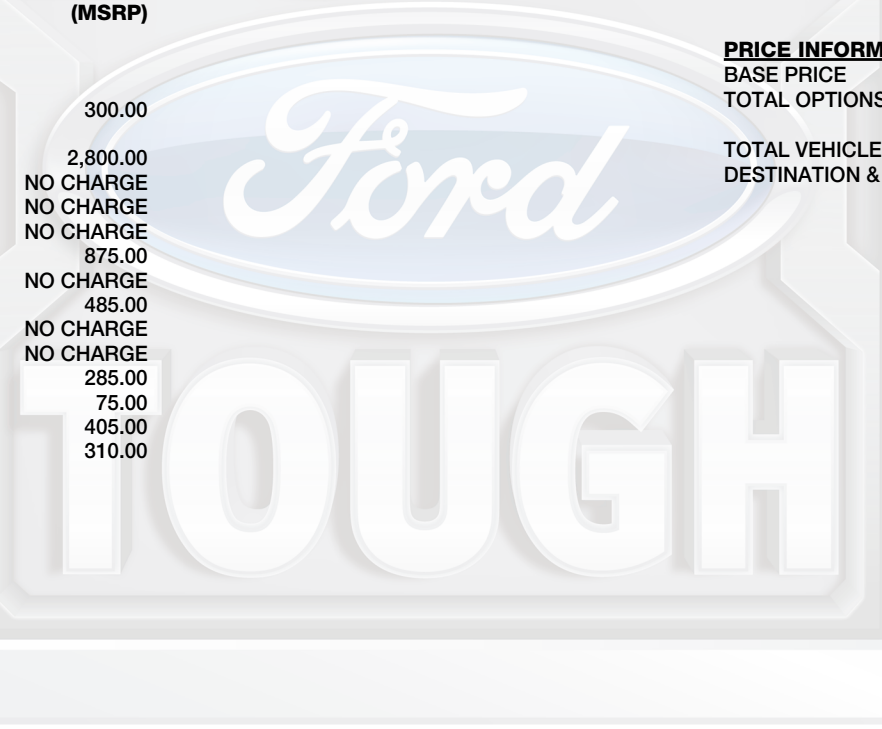 (MSRP)
300.00
2,800.00
NO CHARGE
NO CHARGE
NO CHARGE
875.00
NO CHARGE
485.00
NO CHARGE
NO CHARGE
285.00
75.00
405.00
310.00
PRICE INFORM
BASE PRICE
TOTAL OPTIONS
TOTAL VEHICLE
DESTINATION &
Ford
TOUGH